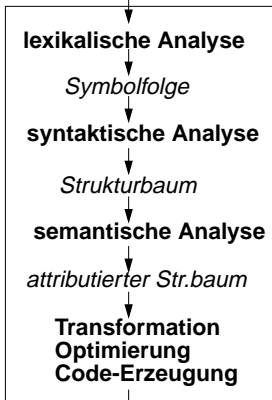 lexikalische Analyse
Symbolfolge
syntaktische Analyse
Strukturbaum
semantische Analyse
attributierter Str.baum
Transformation
Optimierung
Code-Erzeugung